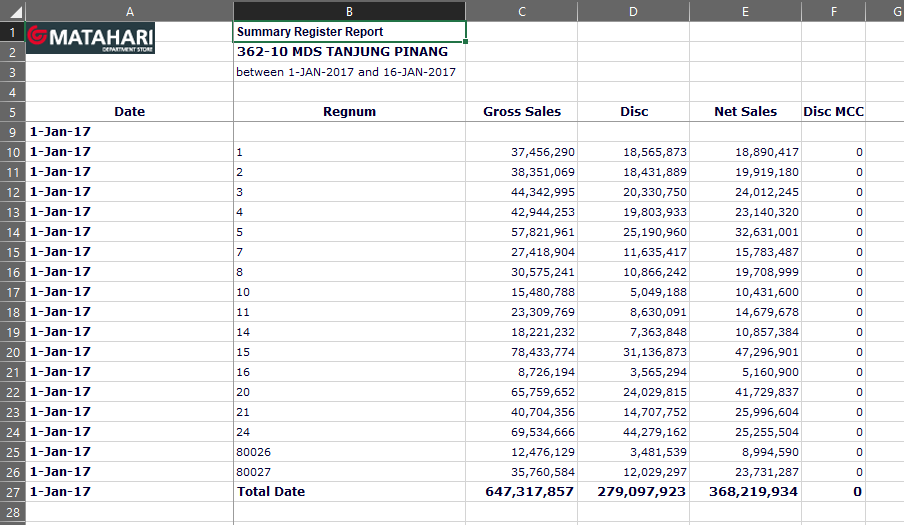 A B C D E F G
1 MATAHARI Summary Register Report
DEPARTMENT STORE
2 362-10 MDS TANJUNG PINANG
3 between 1-JAN-2017 and 16-JAN-2017
4
5 Date Regnum Gross Sales Disc Net Sales Disc MCC
9 1-Jan-17
10 1-Jan-17 1 37,456,290 18,565,873 18,890,417 0
11 1-Jan-17 2 38,351,069 18,431,889 19,919,180 0
12 1-Jan-17 3 44,342,995 20,330,750 24,012,245 0
13 1-Jan-17 4 42,944,253 19,803,933 23,140,320 0
14 1-Jan-17 5 57,821,961 25,190,960 32,631,001 0
15 1-Jan-17 7 27,418,904 11,635,417 15,783,487 0
16 1-Jan-17 8 30,575,241 10,866,242 19,708,999 0
17 1-Jan-17 10 15,480,788 5,049,188 10,431,600 0
18 1-Jan-17 11 23,309,769 8,630,091 14,679,678 0
19 1-Jan-17 14 18,221,232 7,363,848 10,857,384 0
20 1-Jan-17 15 78,433,774 31,136,873 47,296,901 0
21 1-Jan-17 16 8,726,194 3,565,294 5,160,900 0
22 1-Jan-17 20 65,759,652 24,029,815 41,729,837 0
23 1-Jan-17 21 40,704,356 14,707,752 25,996,604 0
24 1-Jan-17 24 69,534,666 44,279,162 25,255,504 0
25 1-Jan-17 80026 12,476,129 3,481,539 8,994,590 0
26 1-Jan-17 80027 35,760,584 12,029,297 23,731,287 0
27 1-Jan-17 Total Date 647,317,857 279,097,923 368,219,934 0
28